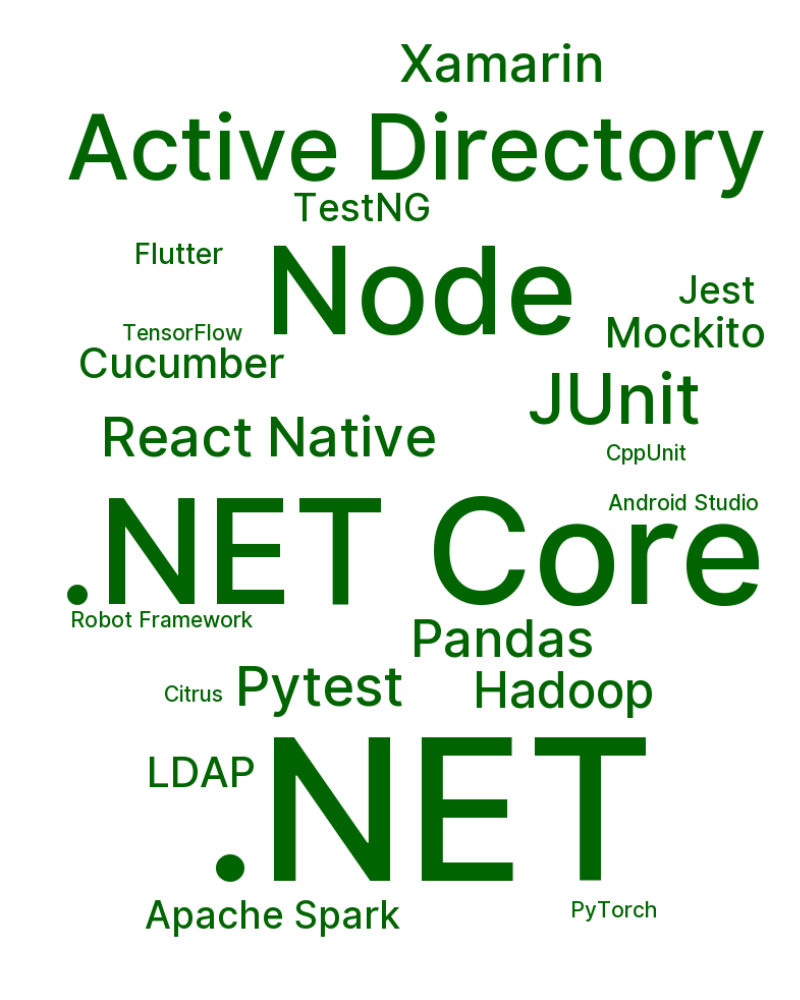 Xamarin
Active Directory
TestNG
Flutter
Node
Jest
TensorFlow
Mockito
Cucumber
JUnit
React Native
CppUnit
Android Studio
.NET Core
Robot Framework
Pandas
Citrus
Pytest
Hadoop
LDAP
.NET
Apache Spark
PyTorch